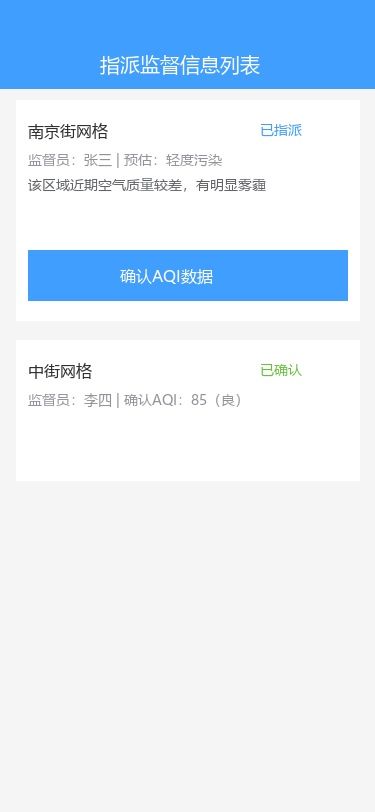 指派监督信息列表
南京街网格 已指派
监督员：张三 | 预估：轻度污染
该区域近期空气质量较差，有明显雾霾
确认AQI数据
中街网格 已确认
监督员：李四 | 确认AQI：85（良）